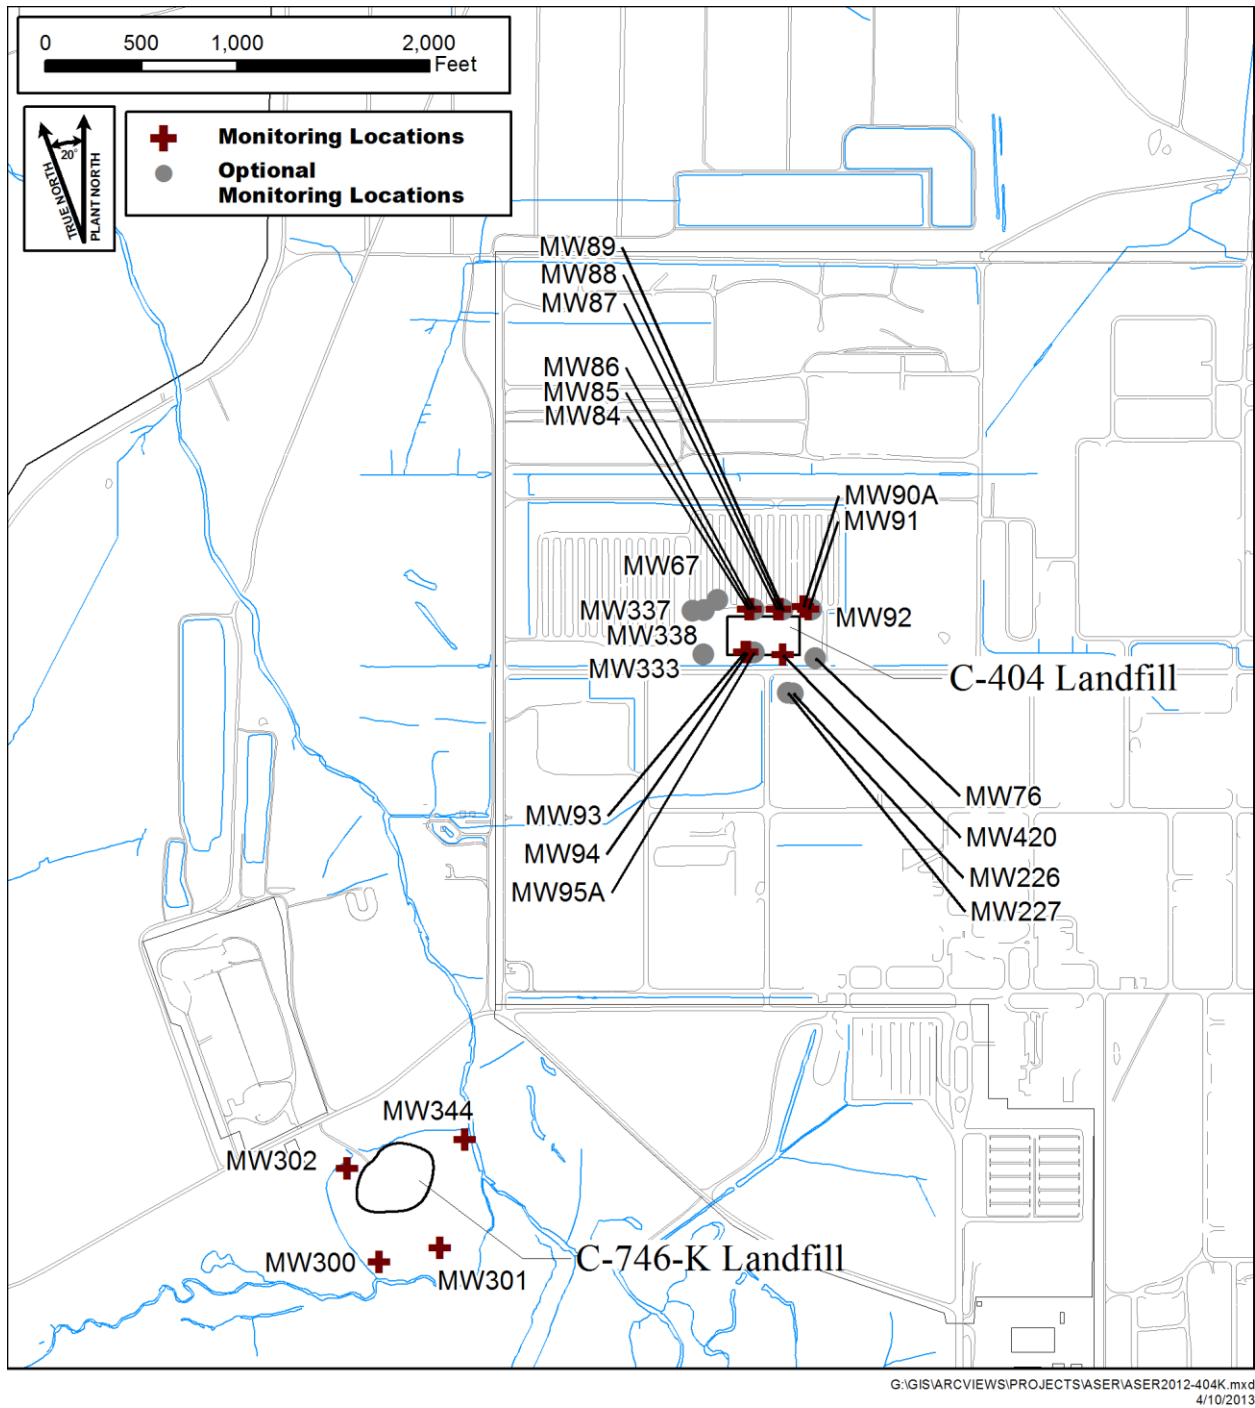 0 500 1,000 2,000
Feet
TRUE NORTH
20°
PLANT NORTH
Monitoring Locations
Optional
Monitoring Locations
MW89
MW88
MW87
MW86
MW85
MW84
MW90A
MW91
MW67
MW337
MW92
MW338
MW333
C-404 Landfill
MW93
MW94
MW95A
MW76
MW420
MW226
MW227
MW344
MW302
MW300
MW301
C-746-K Landfill
G:\GIS\ARCVIEWS\PROJECTS\ASER\ASER2012-404K.mxd
4/10/2013